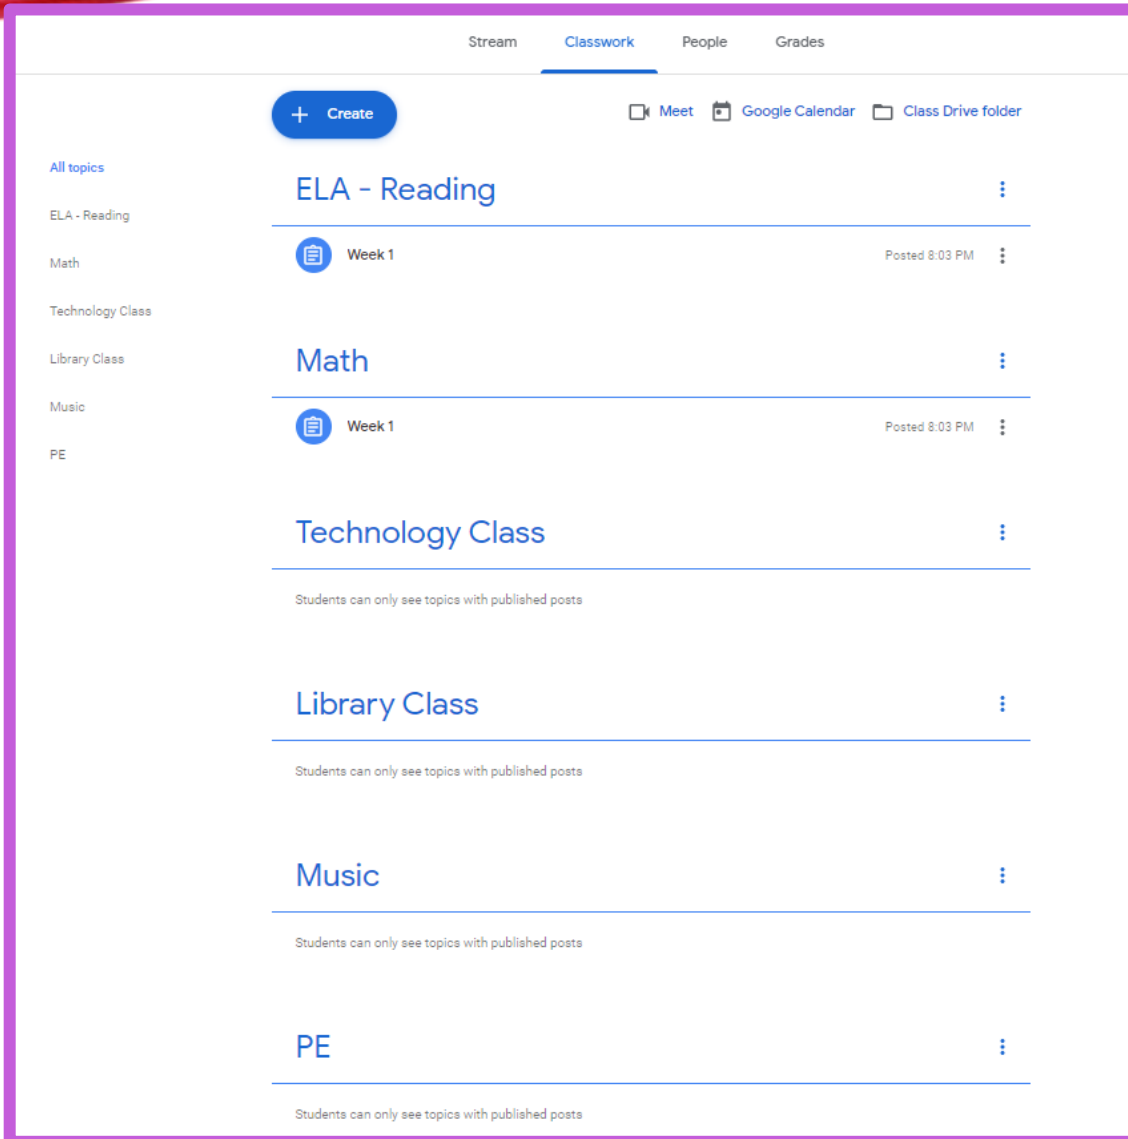 Stream Classwork People Grades
Create Meet Google Calendar Class Drive folder
All topics
ELA - Reading
Math
Technology Class
Library Class
Music
PE
ELA - Reading
Week 1 Posted 8:03 PM
Math
Week 1 Posted 8:03 PM
Technology Class
Students can only see topics with published posts
Library Class
Students can only see topics with published posts
Music
Students can only see topics with published posts
PE
Students can only see topics with published posts